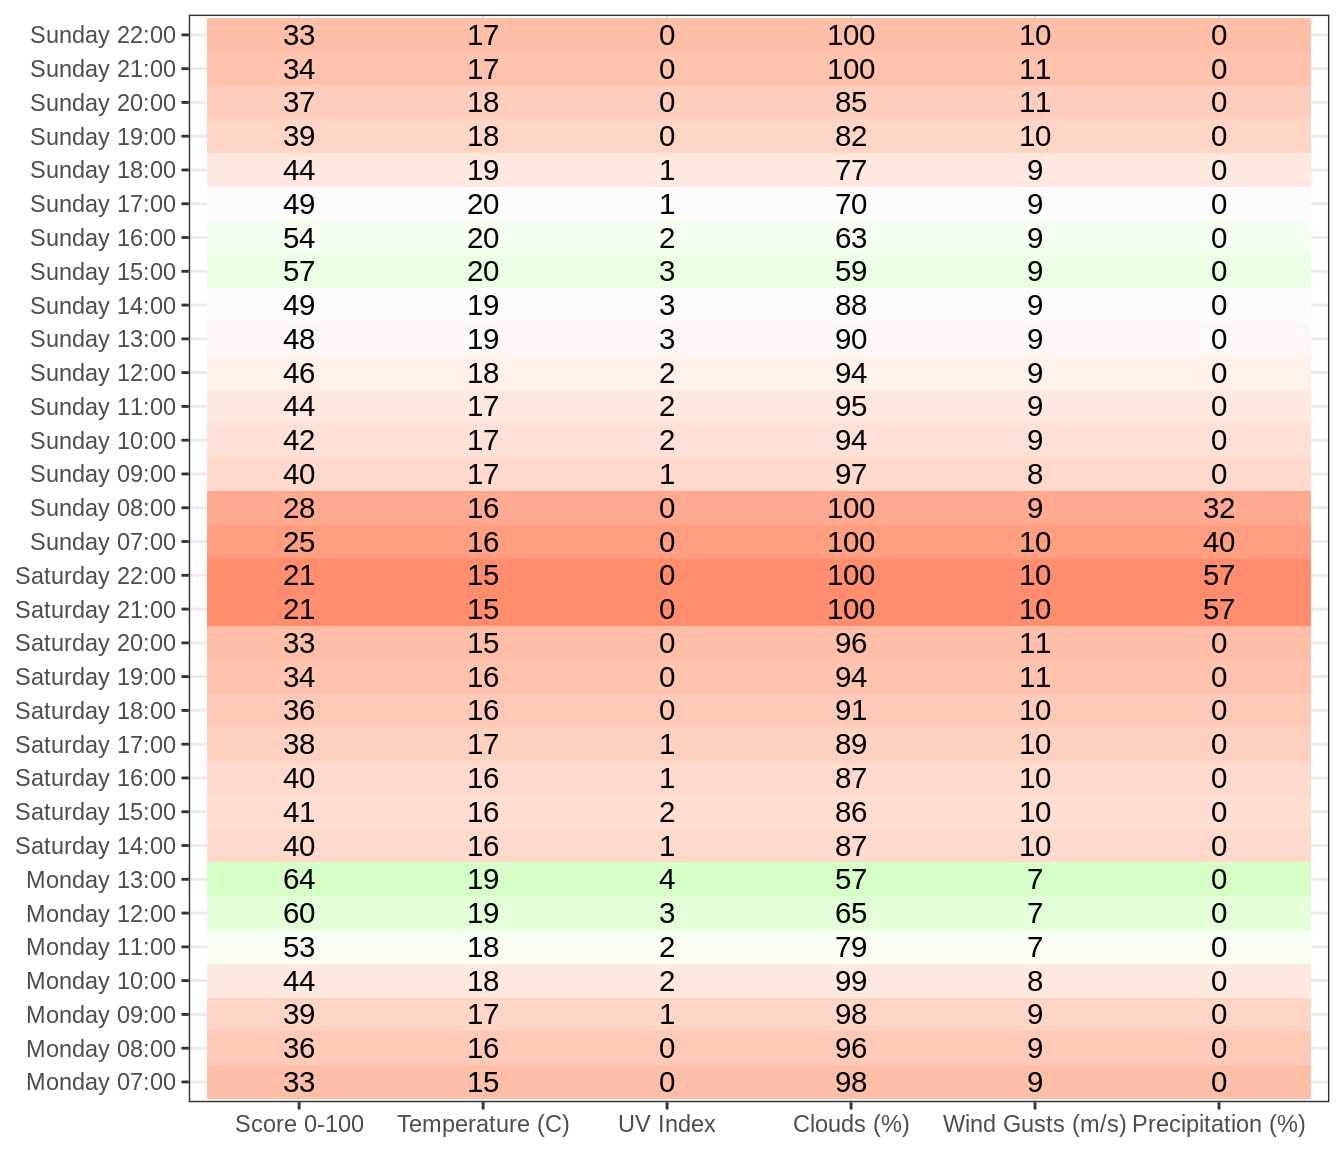 Sunday 22:00 33 17 0 100 10 0
Sunday 21:00 34 17 0 100 11 0
Sunday 20:00 37 18 0 85 11 0
Sunday 19:00 39 18 0 82 10 0
Sunday 18:00 44 19 1 77 9 0
Sunday 17:00 49 20 1 70 9 0
Sunday 16:00 54 20 2 63 9 0
Sunday 15:00 57 20 3 59 9 0
Sunday 14:00 49 19 3 88 9 0
Sunday 13:00 48 19 3 90 9 0
Sunday 12:00 46 18 2 94 9 0
Sunday 11:00 44 17 2 95 9 0
Sunday 10:00 42 17 2 94 9 0
Sunday 09:00 40 17 1 97 8 0
Sunday 08:00 28 16 0 100 9 32
Sunday 07:00 25 16 0 100 10 40
Saturday 22:00 21 15 0 100 10 57
Saturday 21:00 21 15 0 100 10 57
Saturday 20:00 33 15 0 96 11 0
Saturday 19:00 34 16 0 94 11 0
Saturday 18:00 36 16 0 91 10 0
Saturday 17:00 38 17 1 89 10 0
Saturday 16:00 40 16 1 87 10 0
Saturday 15:00 41 16 2 86 10 0
Saturday 14:00 40 16 1 87 10 0
Monday 13:00 64 19 4 57 7 0
Monday 12:00 60 19 3 65 7 0
Monday 11:00 53 18 2 79 7 0
Monday 10:00 44 18 2 99 8 0
Monday 09:00 39 17 1 98 9 0
Monday 08:00 36 16 0 96 9 0
Monday 07:00 33 15 0 98 9 0
Score 0-100 Temperature (C) UV Index Clouds (%) Wind Gusts (m/s) Precipitation (%)